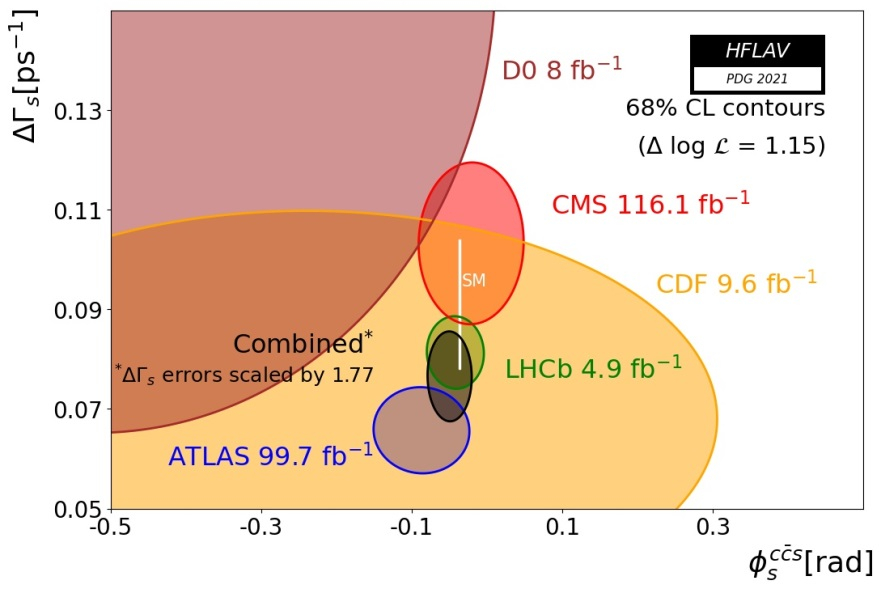 ΔΓₛ[ps⁻¹]
HFLAV
PDG 2021
D0 8 fb⁻¹
68% CL contours
(Δ log ℒ = 1.15)
0.13
CMS 116.1 fb⁻¹
0.11
CDF 9.6 fb⁻¹
SM
0.09
Combined*
*ΔΓₛ errors scaled by 1.77
LHCb 4.9 fb⁻¹
0.07
ATLAS 99.7 fb⁻¹
0.05
-0.5 -0.3 -0.1 0.1 0.3
ϕₛᶜᶜ̄ˢ[rad]